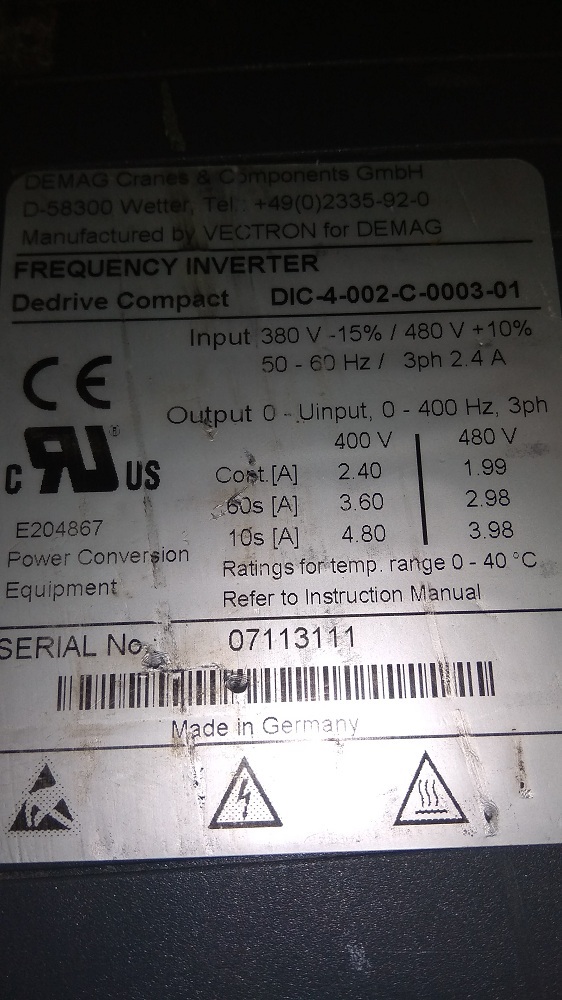 DEMAG Cranes & Components GmbH
D-58300 Wetter, Tel.: +49(0)2335-92-0
Manufactured by VECTRON for DEMAG
FREQUENCY INVERTER
Dedrive Compact DIC-4-002-C-0003-01
Input 380 V -15% / 480 V +10%
50 - 60 Hz / 3ph 2.4 A
CE
Output 0 - Uinput, 0 - 400 Hz, 3ph
400 V 480 V
Cont.[A] 2.40 1.99
60s [A] 3.60 2.98
10s [A] 4.80 3.98
C RU ® US
E204867
Power Conversion
Equipment
Ratings for temp. range 0 - 40 °C
Refer to Instruction Manual
SERIAL No.: 07113111
Made in Germany